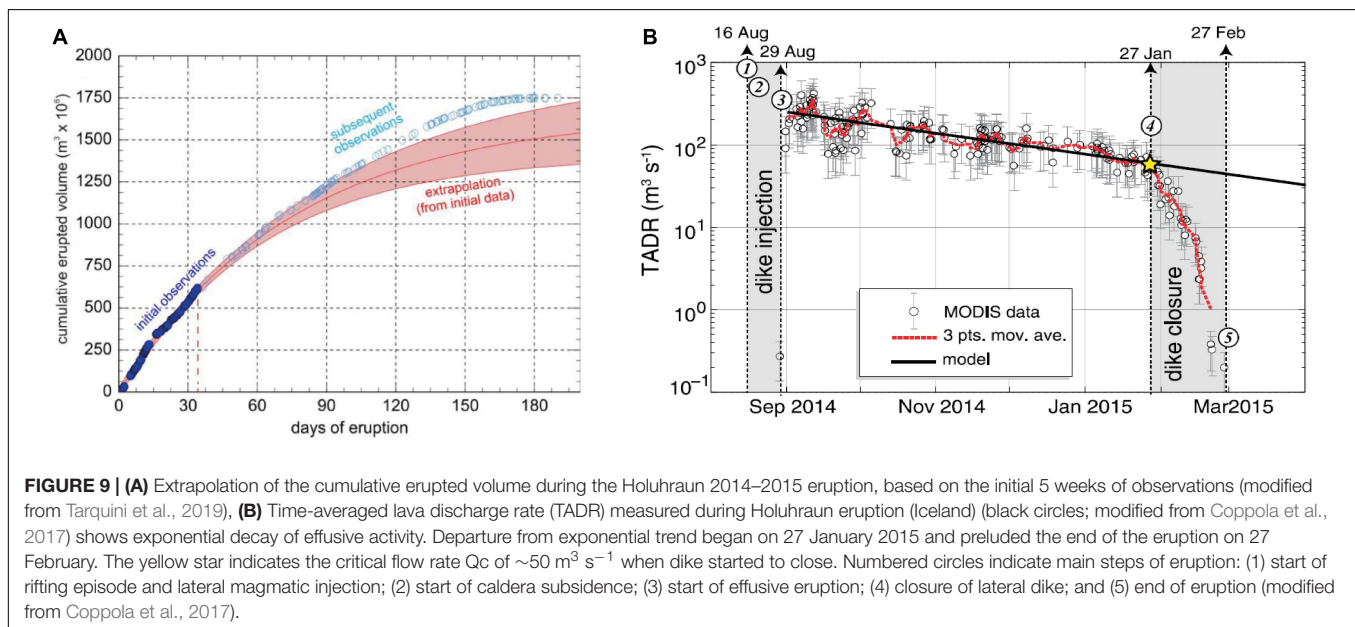 A
cumulative erupted volume (m³ x 10⁶)
2000
1750
1500
1250
1000
750
500
250
0
0 30 60 90 120 150 180
days of eruption
initial observations
subsequent
observations
extrapolation
(from initial data)
B
16 Aug
29 Aug
27 Jan
27 Feb
1
2
3
4
5
TADR (m³ s⁻¹)
10³
10²
10¹
10⁰
10⁻¹
dike injection
dike closure
MODIS data
3 pts. mov. ave.
model
Sep 2014 Nov 2014 Jan 2015 Mar2015
FIGURE 9 | (A) Extrapolation of the cumulative erupted volume during the Holuhraun 2014–2015 eruption, based on the initial 5 weeks of observations (modified
from Tarquini et al., 2019), (B) Time-averaged lava discharge rate (TADR) measured during Holuhraun eruption (Iceland) (black circles; modified from Coppola et al.,
2017) shows exponential decay of effusive activity. Departure from exponential trend began on 27 January 2015 and preluded the end of the eruption on 27
February. The yellow star indicates the critical flow rate Qc of ~50 m³ s⁻¹ when dike started to close. Numbered circles indicate main steps of eruption: (1) start of
rifting episode and lateral magmatic injection; (2) start of caldera subsidence; (3) start of effusive eruption; (4) closure of lateral dike; and (5) end of eruption (modified
from Coppola et al., 2017).